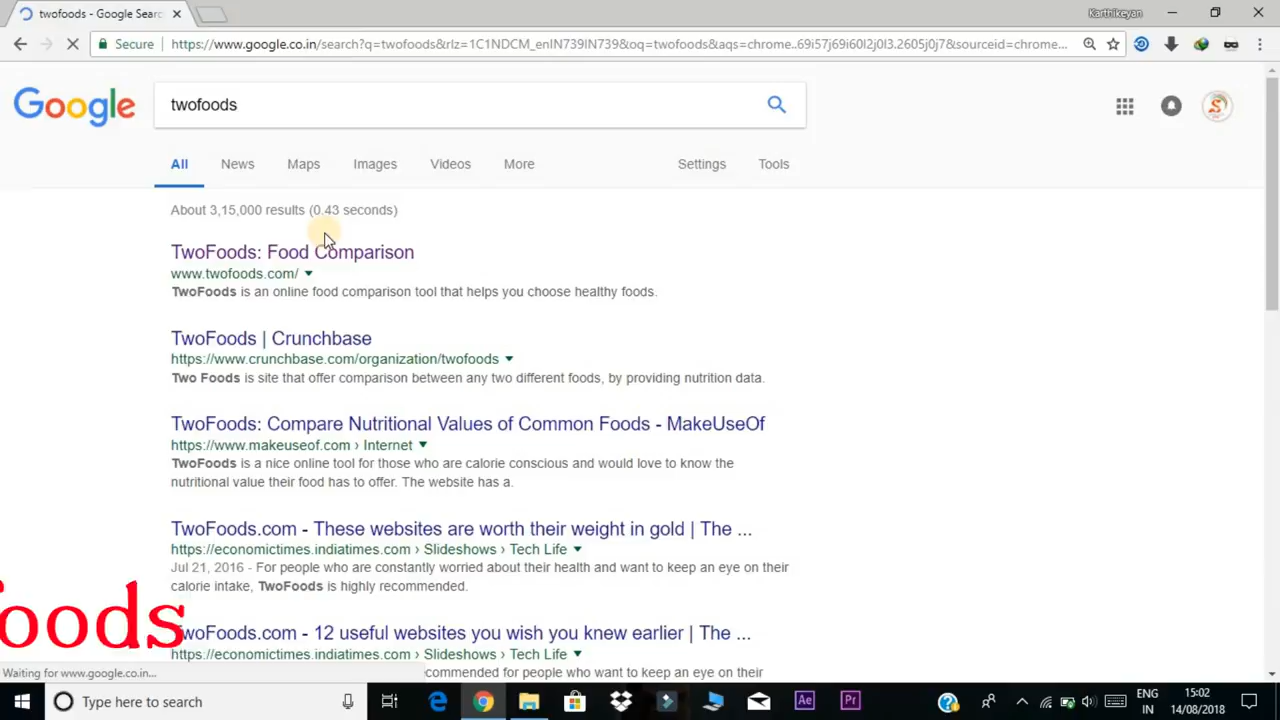 twofoods - Google Searc
Karthikeyan
Secure
https://www.google.co.in/search?q=twofoods&rlz=1C1NDCM_enIN739IN739&oq=twofoods&aqs=chrome..69i57j69i60l2j0l3.2605j0j7&sourceid=chrome...
Google
twofoods
All News Maps Images Videos More Settings Tools
About 3,15,000 results (0.43 seconds)
TwoFoods: Food Comparison
www.twofoods.com/
TwoFoods is an online food comparison tool that helps you choose healthy foods.
TwoFoods | Crunchbase
https://www.crunchbase.com/organization/twofoods
Two Foods is site that offer comparison between any two different foods, by providing nutrition data.
TwoFoods: Compare Nutritional Values of Common Foods - MakeUseOf
https://www.makeuseof.com › Internet
TwoFoods is a nice online tool for those who are calorie conscious and would love to know the
nutritional value their food has to offer. The website has a.
TwoFoods.com - These websites are worth their weight in gold | The ...
https://economictimes.indiatimes.com › Slideshows › Tech Life
Jul 21, 2016 - For people who are constantly worried about their health and want to keep an eye on their
calorie intake, TwoFoods is highly recommended.
foods
woFoods.com - 12 useful websites you wish you knew earlier | The ...
https://economictimes.indiatimes.com › Slideshows › Tech Life
Waiting for www.google.co.in...
commended for people who want to keep an eye on their
Type here to search
Ae
Pr
ENG
IN
15:02
14/08/2018